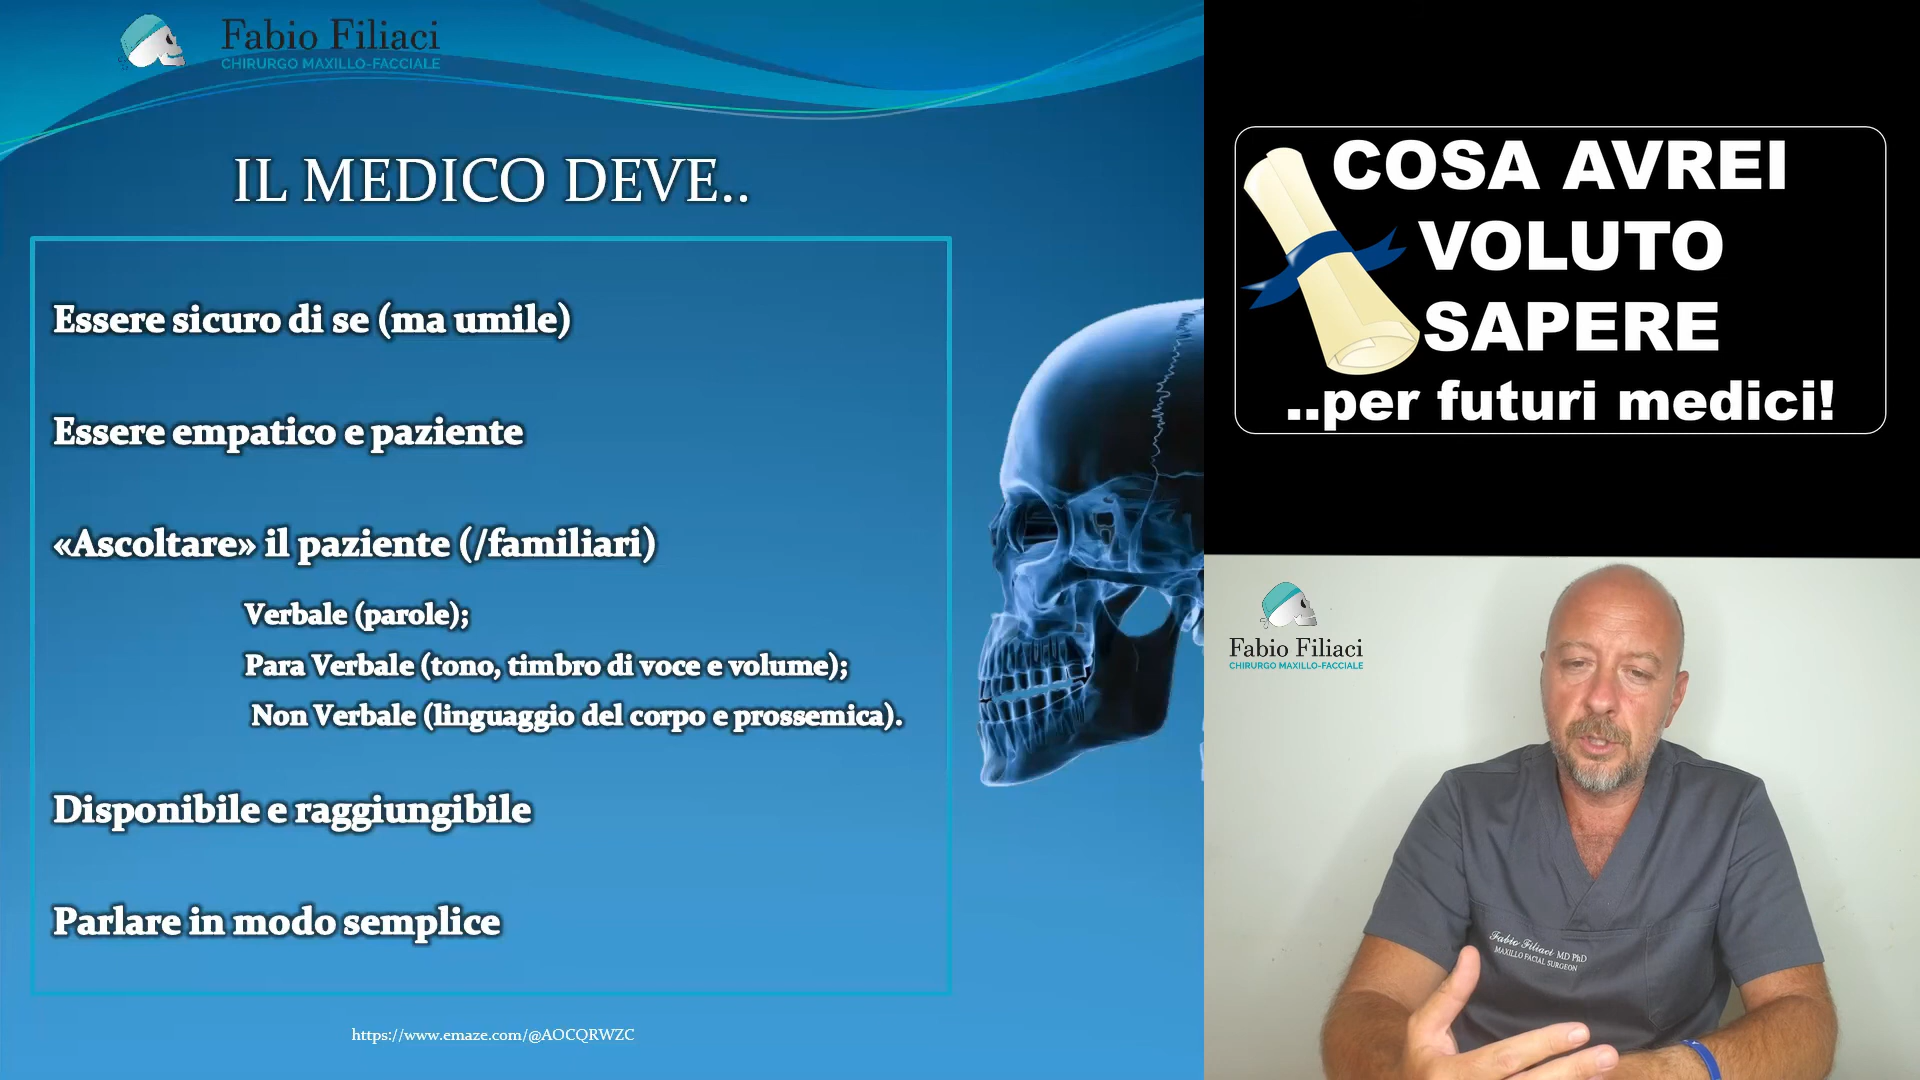 Fabio Filiaci
CHIRURGO MAXILLO-FACCIALE
IL MEDICO DEVE..
Essere sicuro di se (ma umile)
Essere empatico e paziente
«Ascoltare» il paziente (/familiari)
Verbale (parole);
Para Verbale (tono, timbro di voce e volume);
Non Verbale (linguaggio del corpo e prossemica).
Disponibile e raggiungibile
Parlare in modo semplice
https://www.emaze.com/@AOCQRWZC
COSA AVREI
VOLUTO
SAPERE
..per futuri medici!
Fabio Filiaci
CHIRURGO MAXILLO-FACCIALE
Fabio Filiaci MD PhD
MAXILLO FACIAL SURGEON